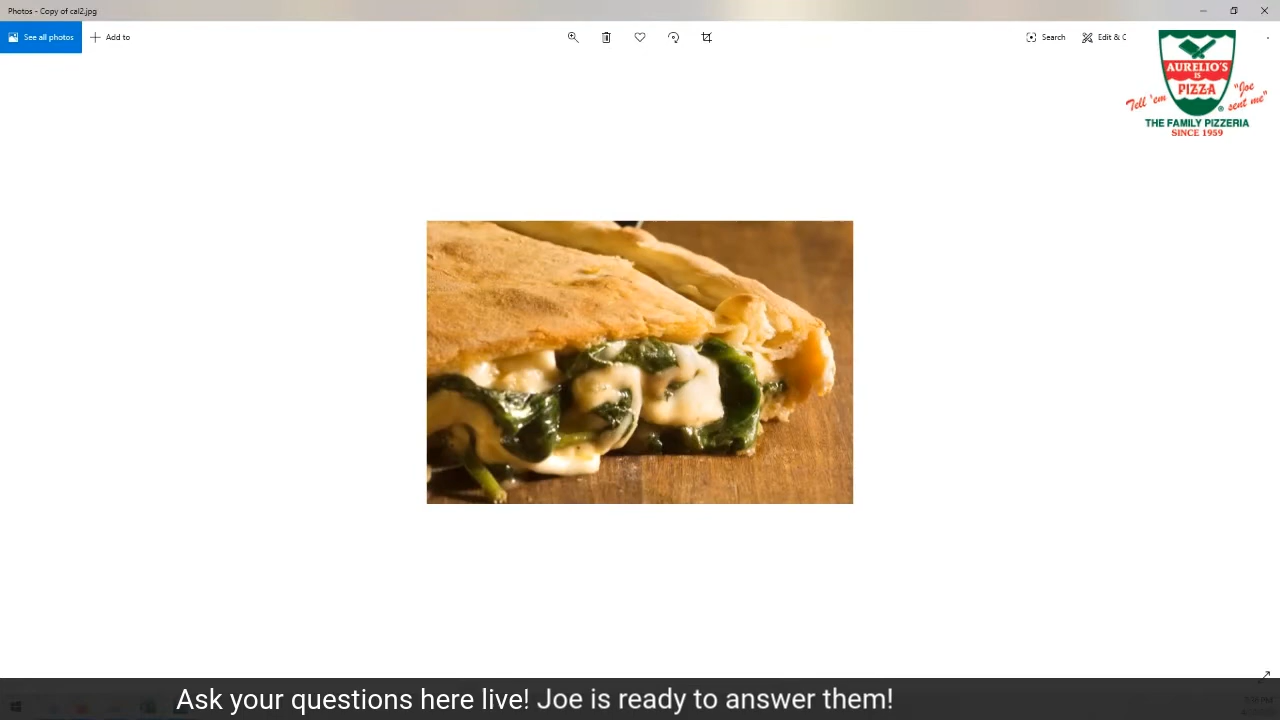 Photos - Copy of cal2.jpg
See all photos
Add to
Search
Edit & C
AURELIO'S
IS
PIZZA
Tell 'em
"Joe sent me"
®
THE FAMILY PIZZERIA
SINCE 1959
Ask your questions here live! Joe is ready to answer them!